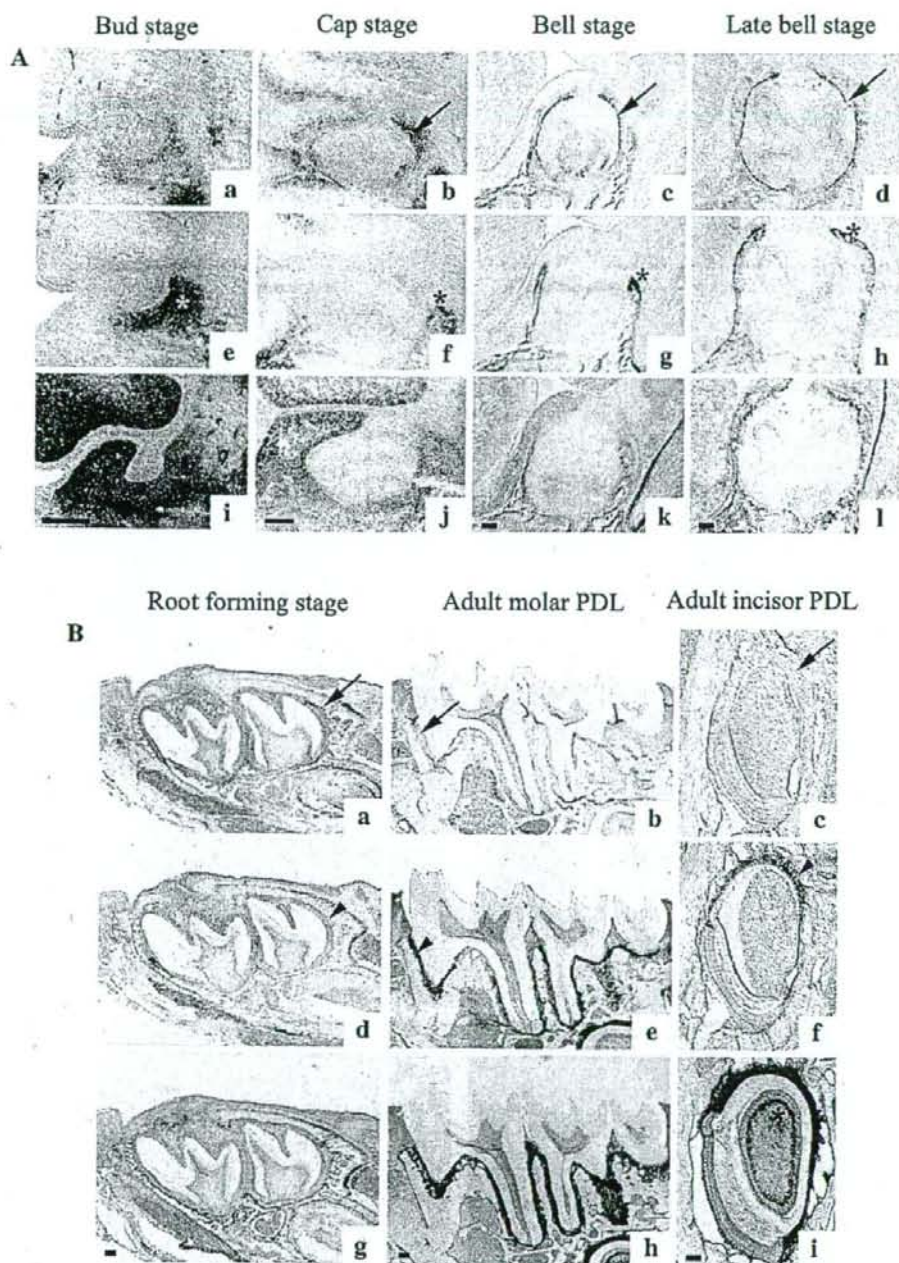 Bud stage Cap stage Bell stage Late bell stage
A
a b c d
* * *
e f g h
i j k l
Root forming stage Adult molar PDL Adult incisor PDL
B
a b c
d e f
g h i